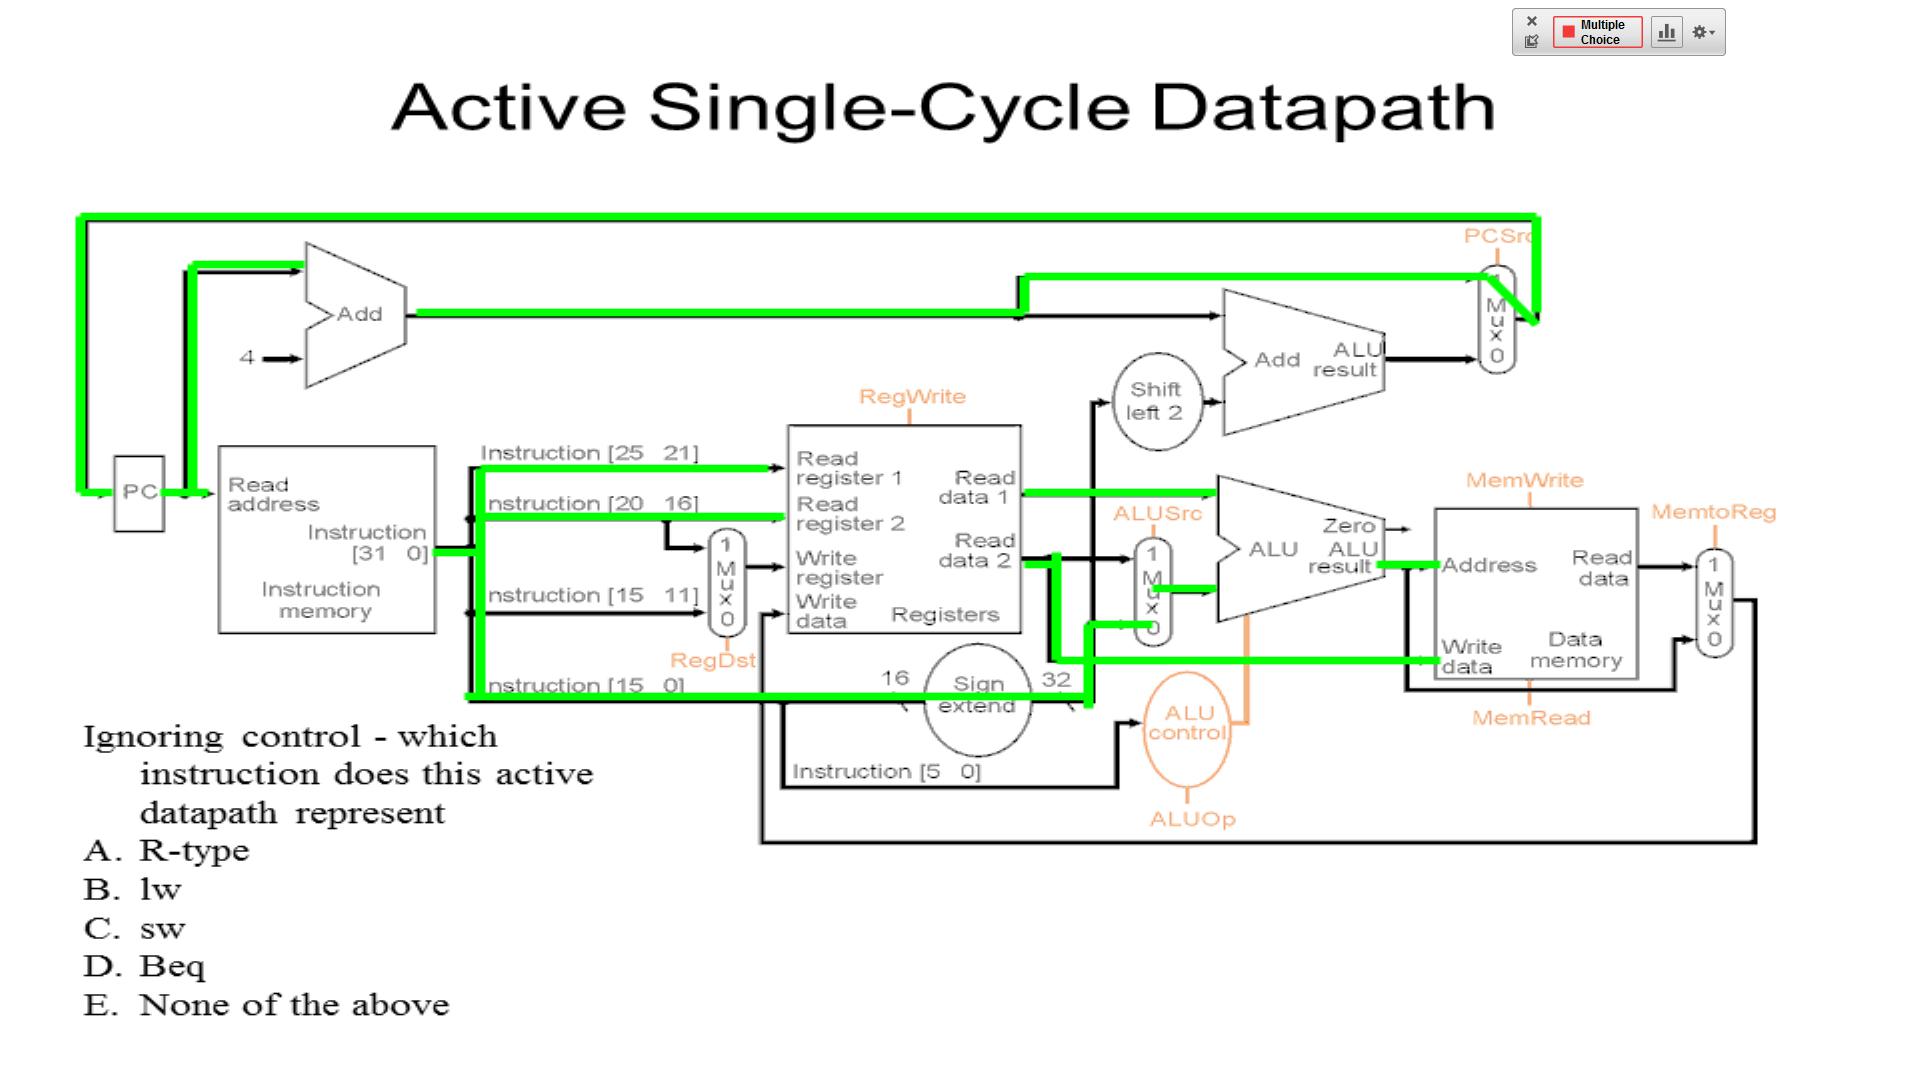 Multiple
Choice
Active Single-Cycle Datapath
PCSrc
Add
4
M
u
x
0
Add
ALU
result
Shift
left 2
RegWrite
PC
Read
address
Instruction
[31 0]
Instruction
memory
Instruction [25 21]
nstruction [20 16]
nstruction [15 11]
nstruction [15 0]
1
M
u
x
0
RegDst
Read
register 1
Read
register 2
Write
register
Write
data
Read
data 1
Read
data 2
Registers
16
Sign
extend
32
ALUSrc
1
M
u
x
0
Zero
ALU
ALU
result
ALU
control
ALUOp
Instruction [5 0]
MemWrite
Address
Read
data
Write
data
Data
memory
MemRead
MemtoReg
1
M
u
x
0
Ignoring control - which
instruction does this active
datapath represent
A. R-type
B. lw
C. sw
D. Beq
E. None of the above